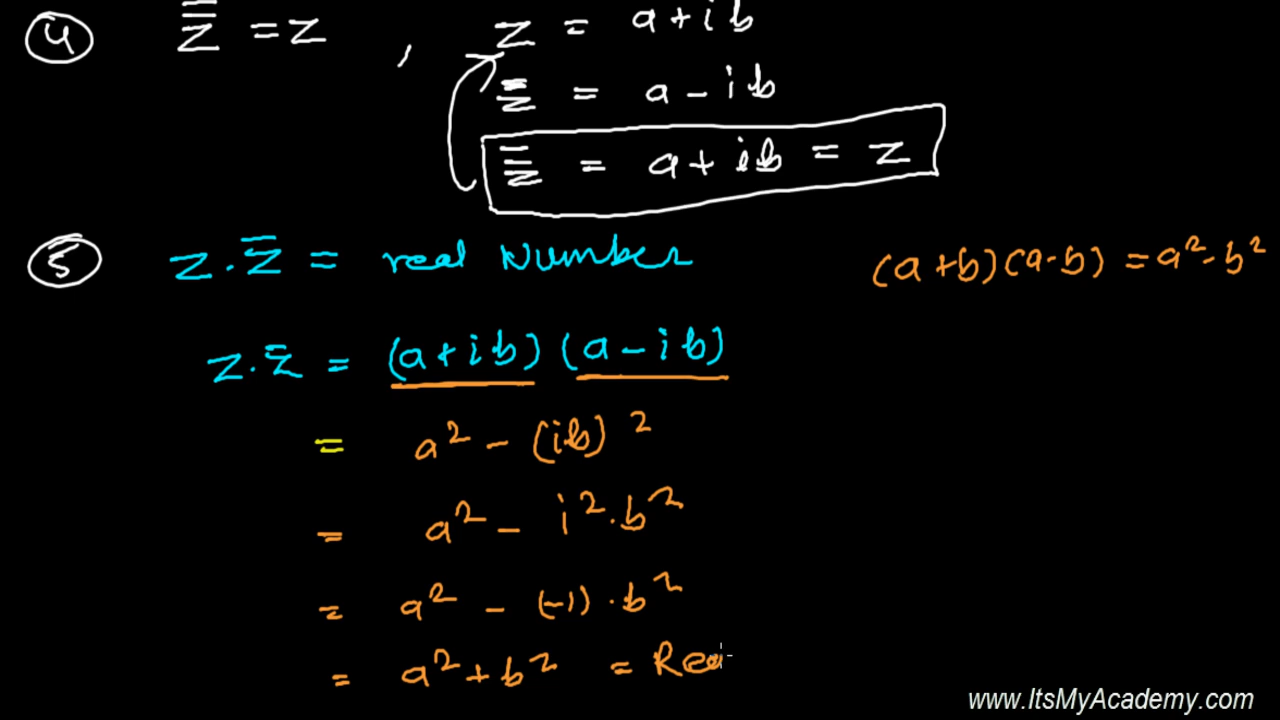 ④ z̿ = z , z = a + ib
z̄ = a - ib
z̿ = a + ib = z
⑤ z . z̄ = real Number (a+b)(a-b) = a² - b²
z . z̄ = (a + ib) (a - ib)
= a² - (ib)²
= a² - i² . b²
= a² - (-1) . b²
= a² + b² = Rea
www.ItsMyAcademy.com